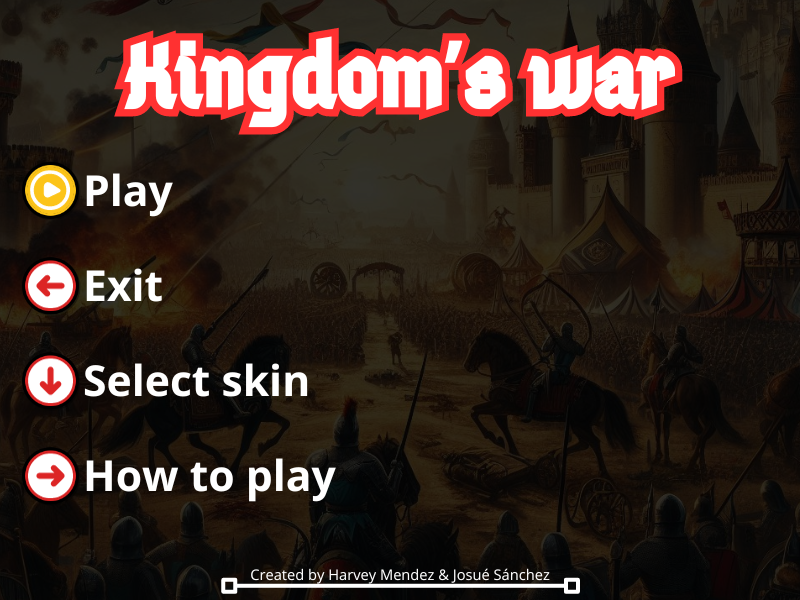 Kingdom's war
Play
Exit
Select skin
How to play
Created by Harvey Mendez & Josué Sánchez